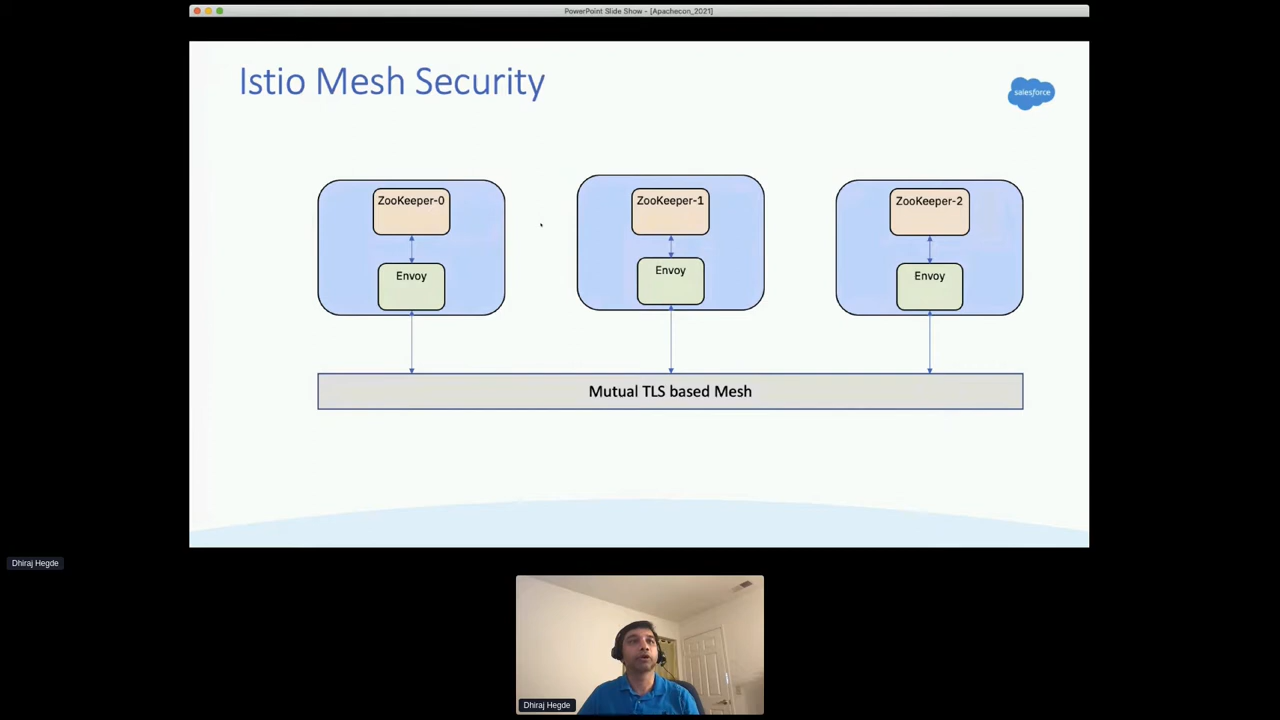 PowerPoint Slide Show - [Apachecon_2021]
Istio Mesh Security
salesforce
ZooKeeper-0
ZooKeeper-1
ZooKeeper-2
Envoy
Envoy
Envoy
Mutual TLS based Mesh
Dhiraj Hegde
Dhiraj Hegde